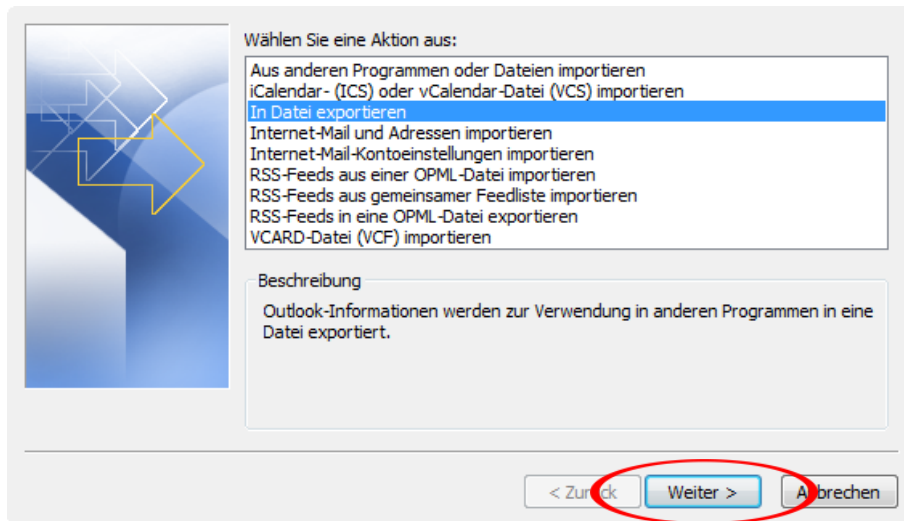 Wählen Sie eine Aktion aus:
Aus anderen Programmen oder Dateien importieren
iCalendar- (ICS) oder vCalendar-Datei (VCS) importieren
In Datei exportieren
Internet-Mail und Adressen importieren
Internet-Mail-Kontoeinstellungen importieren
RSS-Feeds aus einer OPML-Datei importieren
RSS-Feeds aus gemeinsamer Feedliste importieren
RSS-Feeds in eine OPML-Datei exportieren
VCARD-Datei (VCF) importieren
Beschreibung
Outlook-Informationen werden zur Verwendung in anderen Programmen in eine
Datei exportiert.
< Zurück Weiter > Abbrechen